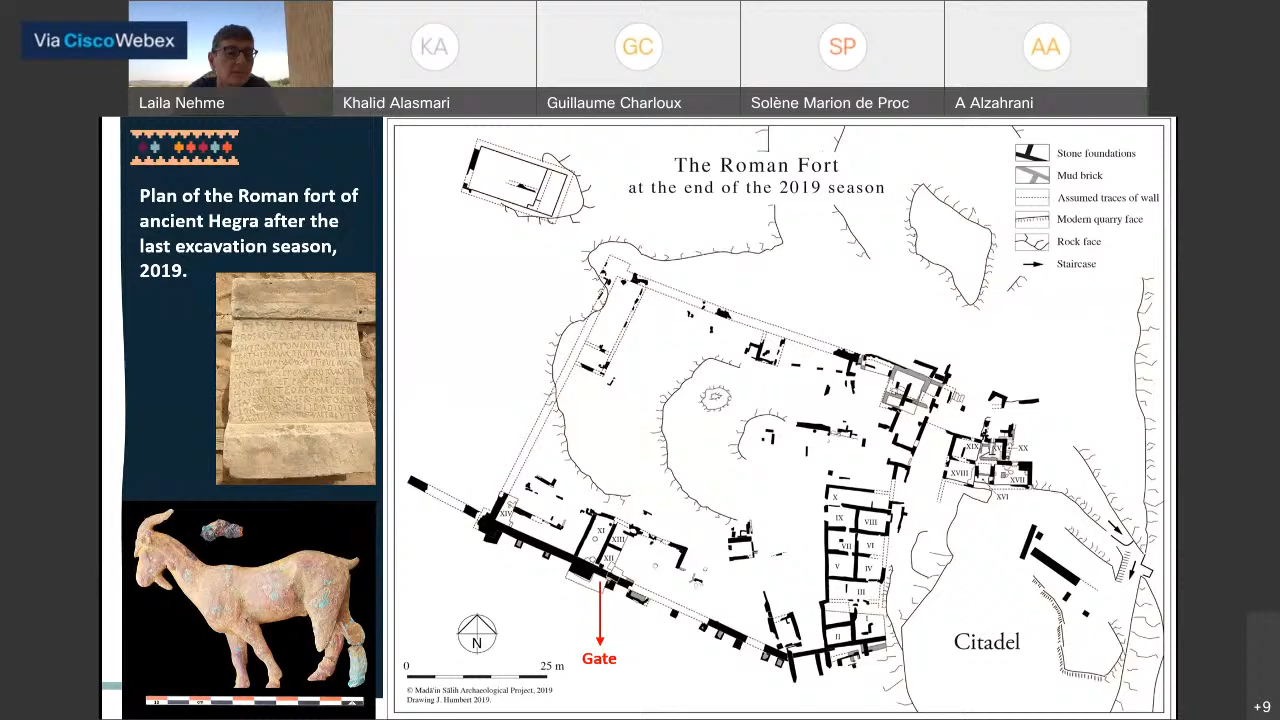 Via Cisco Webex
KA
GC
SP
AA
Laila Nehme
Khalid Alasmari
Guillaume Charloux
Solène Marion de Proc
A Alzahrani
Plan of the Roman fort of
ancient Hegra after the
last excavation season,
2019.
The Roman Fort
at the end of the 2019 season
Stone foundations
Mud brick
Assumed traces of wall
Modern quarry face
Rock face
Staircase
XIX
XX
XVIII
XVII
XVI
X
IX
VIII
VII
VI
V
IV
III
II
XIV
XI
XIII
XII
Gate
Citadel
N
0
25 m
© Madâ'in Sâlih Archaeological Project, 2019
Drawing J. Humbert 2019.
+9